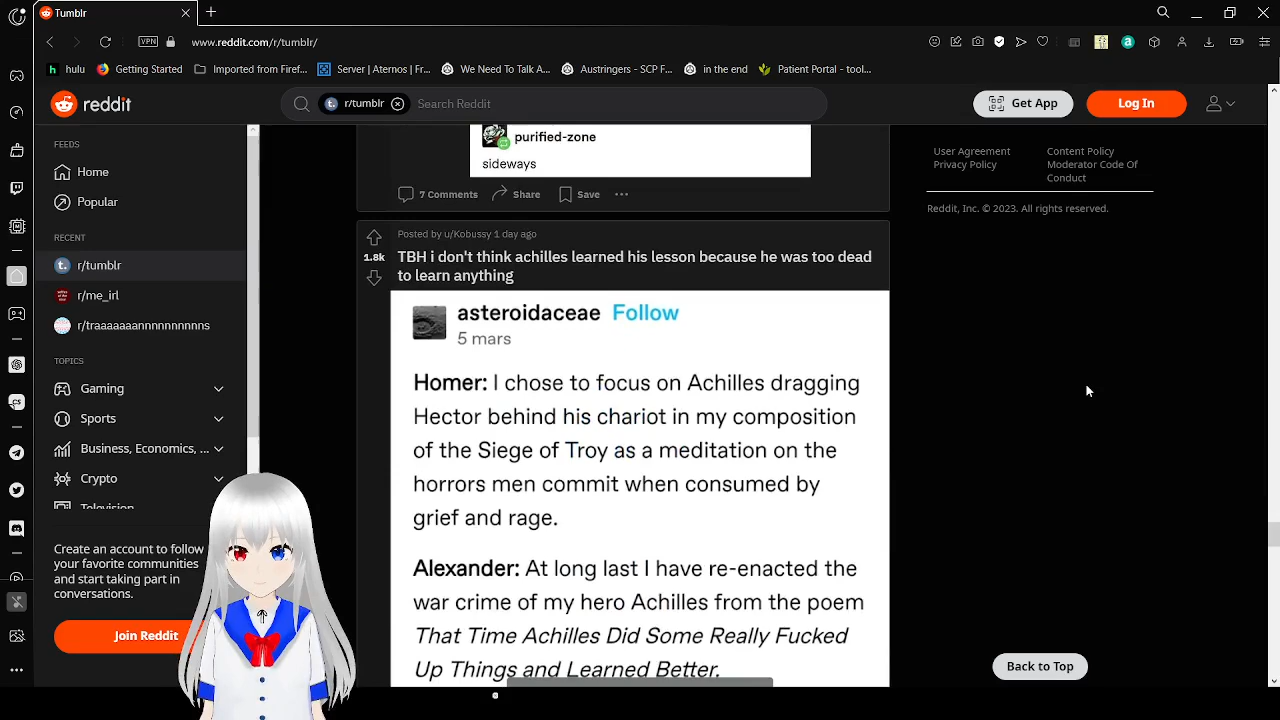 Tumblr
VPN
www.reddit.com/r/tumblr/
hulu
Getting Started
Imported from Firef...
Server | Aternos | Fr...
We Need To Talk A...
Austringers - SCP F...
in the end
Patient Portal - tool...
reddit
r/tumblr
Search Reddit
Get App
Log In
FEEDS
Home
Popular
RECENT
r/tumblr
r/me_irl
r/traaaaaaannnnnnnnns
TOPICS
Gaming
Sports
Business, Economics, ...
Crypto
Television
Create an account to follow
your favorite communities
and start taking part in
conversations.
Join Reddit
purified-zone
sideways
7 Comments
Share
Save
Posted by u/Kobussy 1 day ago
1.8k
TBH i don't think achilles learned his lesson because he was too dead
to learn anything
asteroidaceae Follow
5 mars
Homer: I chose to focus on Achilles dragging
Hector behind his chariot in my composition
of the Siege of Troy as a meditation on the
horrors men commit when consumed by
grief and rage.
Alexander: At long last I have re-enacted the
war crime of my hero Achilles from the poem
That Time Achilles Did Some Really Fucked
Up Things and Learned Better.
User Agreement
Privacy Policy
Content Policy
Moderator Code Of
Conduct
Reddit, Inc. © 2023. All rights reserved.
Back to Top